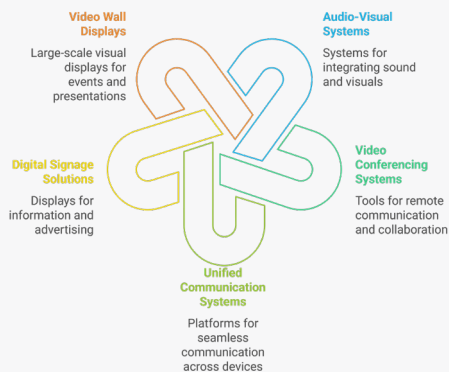 Video Wall
Displays
Large-scale visual
displays for
events and
presentations
Audio-Visual
Systems
Systems for
integrating sound
and visuals
Digital Signage
Solutions
Displays for
information and
advertising
Video
Conferencing
Systems
Tools for remote
communication
and collaboration
Unified
Communication
Systems
Platforms for
seamless
communication
across devices